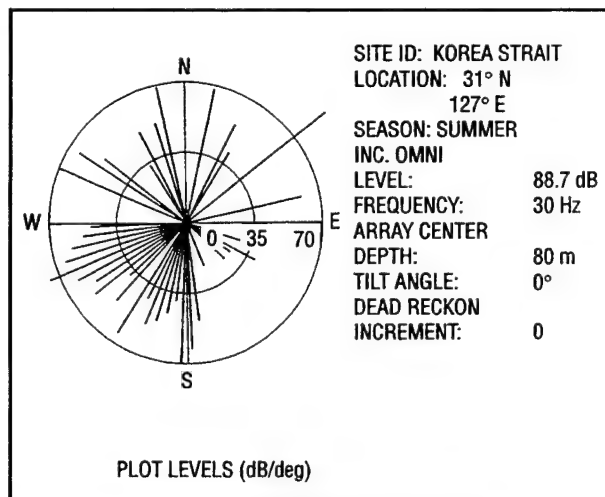 N
W
E
S
0 35 70
SITE ID: KOREA STRAIT
LOCATION: 31° N
127° E
SEASON: SUMMER
INC. OMNI
LEVEL: 88.7 dB
FREQUENCY: 30 Hz
ARRAY CENTER
DEPTH: 80 m
TILT ANGLE: 0°
DEAD RECKON
INCREMENT: 0
PLOT LEVELS (dB/deg)